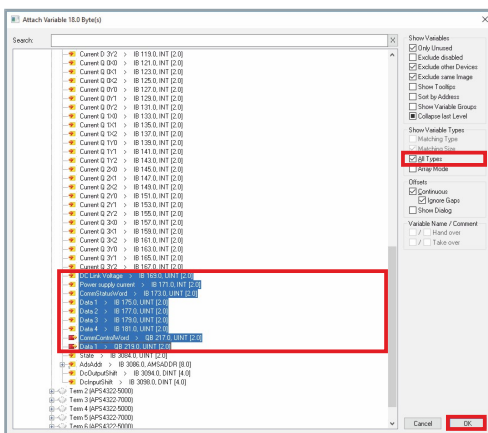 Attach Variable 18.0 Byte(s)
Search:
Current D 3Y2 > IB 119.0, INT [2.0]
Current Q 0X0 > IB 121.0, INT [2.0]
Current Q 0X1 > IB 123.0, INT [2.0]
Current Q 0X2 > IB 125.0, INT [2.0]
Current Q 0Y0 > IB 127.0, INT [2.0]
Current Q 0Y1 > IB 129.0, INT [2.0]
Current Q 0Y2 > IB 131.0, INT [2.0]
Current Q 1X0 > IB 133.0, INT [2.0]
Current Q 1X1 > IB 135.0, INT [2.0]
Current Q 1X2 > IB 137.0, INT [2.0]
Current Q 1Y0 > IB 139.0, INT [2.0]
Current Q 1Y1 > IB 141.0, INT [2.0]
Current Q 1Y2 > IB 143.0, INT [2.0]
Current Q 2X0 > IB 145.0, INT [2.0]
Current Q 2X1 > IB 147.0, INT [2.0]
Current Q 2X2 > IB 149.0, INT [2.0]
Current Q 2Y0 > IB 151.0, INT [2.0]
Current Q 2Y1 > IB 153.0, INT [2.0]
Current Q 2Y2 > IB 155.0, INT [2.0]
Current Q 3X0 > IB 157.0, INT [2.0]
Current Q 3X1 > IB 159.0, INT [2.0]
Current Q 3X2 > IB 161.0, INT [2.0]
Current Q 3Y0 > IB 163.0, INT [2.0]
Current Q 3Y1 > IB 165.0, INT [2.0]
Current Q 3Y2 > IB 167.0, INT [2.0]
DC Link Voltage > IB 169.0, UINT [2.0]
Power supply current > IB 171.0, INT [2.0]
CommStatusWord > IB 173.0, UINT [2.0]
Data 1 > IB 175.0, UINT [2.0]
Data 2 > IB 177.0, UINT [2.0]
Data 3 > IB 179.0, UINT [2.0]
Data 4 > IB 181.0, UINT [2.0]
CommControlWord > QB 217.0, UINT [2.0]
Data 1 > QB 219.0, UINT [2.0]
State > IB 3084.0, UINT [2.0]
AdsAddr > IB 3086.0, AMSADDR [8.0]
DcOutputShift > IB 3094.0, DINT [4.0]
DcInputShift > IB 3098.0, DINT [4.0]
Term 2 (APS4322-5000)
Term 3 (APS4322-7000)
Term 4 (APS4322-5000)
Term 5 (APS4322-7000)
Term 6 (APS4322-5000)
Show Variables
Only Unused
Exclude disabled
Exclude other Devices
Exclude same Image
Show Tooltips
Sort by Address
Show Variable Groups
Collapse last Level
Show Variable Types
Matching Type
Matching Size
All Types
Array Mode
Offsets
Continuous
Ignore Gaps
Show Dialog
Variable Name / Comment
/ Hand over
/ Take over
Cancel
OK